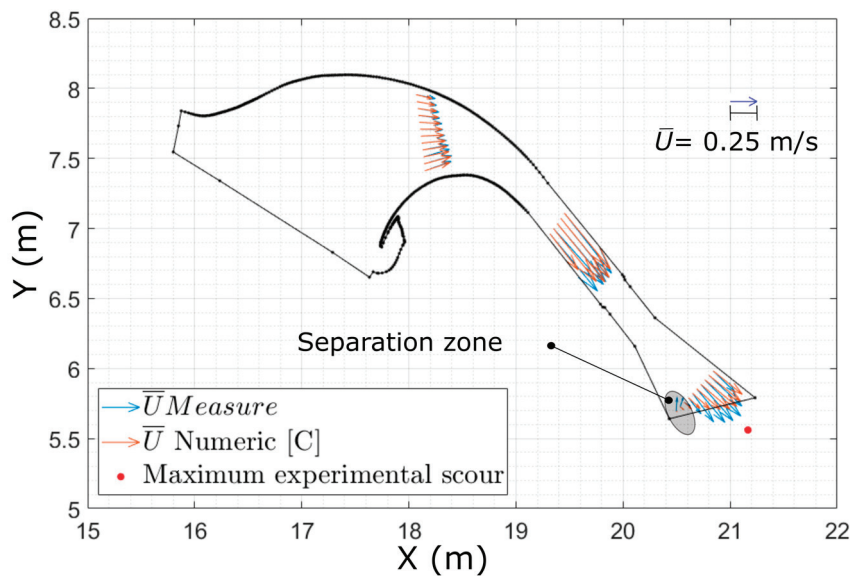 8.5
8
7.5
7
6.5
6
5.5
5
Y (m)
15 16 17 18 19 20 21 22
X (m)
U̅= 0.25 m/s
Separation zone
U̅ Measure
U̅ Numeric [C]
Maximum experimental scour